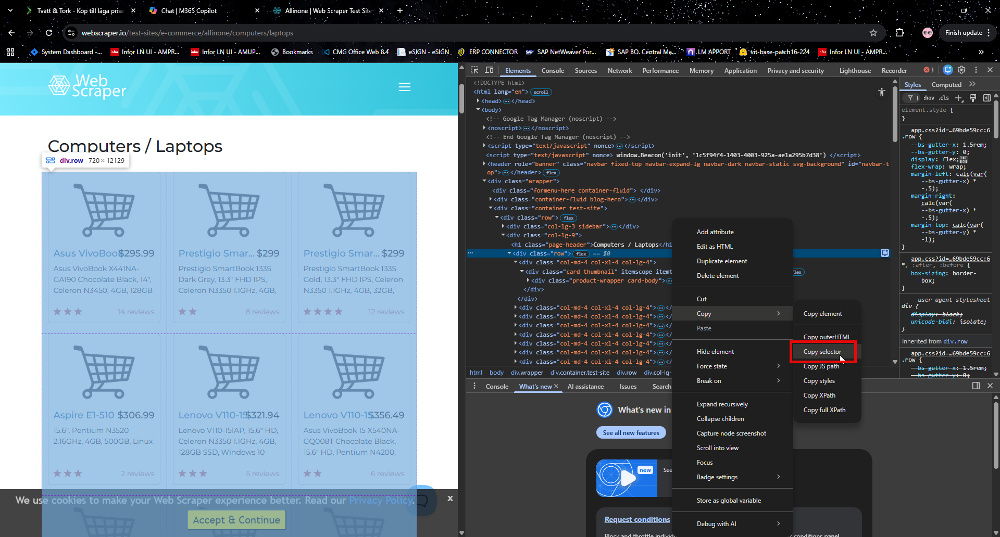 Tvätt & Tork - Köp till låga prise
Chat | M365 Copilot
Allinone | Web Scraper Test Site
webscraper.io/test-sites/e-commerce/allinone/computers/laptops
Finish update
System Dashboard -...
Infor LN UI - AMPR...
Infor LN UI - AMUP...
Bookmarks
CMG Office Web 8.4
eSIGN - eSIGN
ERP CONNECTOR
SAP NetWeaver Por...
SAP BO. Central Ma...
LM APPORT
vit-base-patch16-224
Infor LN UI - AMPR...
Web
Scraper
Computers / Laptops
div.row 720 × 12129
Asus VivoBook $295.99
Asus VivoBook X441NA-
GA190 Chocolate Black, 14",
Celeron N3450, 4GB, 128GB
14 reviews
Prestigio Smar... $299
Prestigio SmartBook 133S
Dark Grey, 13.3" FHD IPS,
Celeron N3350 1.1GHz, 4GB,
8 reviews
Prestigio Smar... $299
Prestigio SmartBook 133S
Gold, 13.3" FHD IPS, Celeron
N3350 1.1GHz, 4GB, 32GB,
12 reviews
Aspire E1-510 $306.99
15.6", Pentium N3520
2.16GHz, 4GB, 500GB, Linux
2 reviews
Lenovo V110-15 $321.94
Lenovo V110-15IAP, 15.6" HD,
Celeron N3350 1.1GHz, 4GB,
128GB SSD, Windows 10
5 reviews
Lenovo V110-1 $356.49
Asus VivoBook 15 X540NA-
GQ008T Chocolate Black,
15.6" HD, Pentium N4200,
6 reviews
We use cookies to make your Web Scraper experience better. Read our Privacy Policy.
x
Accept & Continue
Elements Console Sources Network Performance Memory Application Privacy and security Lighthouse Recorder 3
<!DOCTYPE html>
<html lang="en"> scroll
<head> </head>
<body>
<!-- Google Tag Manager (noscript) -->
<noscript> </noscript>
<!-- End Google Tag Manager (noscript) -->
<script type="text/javascript" nonce> </script>
<script type="text/javascript" nonce> window.Beacon('init', '1c5f94f4-1403-4003-925a-ae1a295b7d38') </script>
<header role="banner" class="navbar fixed-top navbar-expand-lg navbar-dark navbar-static svg-background" id="navbar-t
op"> </header> flex
<div class="wrapper">
<div class="formenu-here container-fluid"> </div>
<div class="container-fluid blog-hero"> </div>
<div class="container test-site">
<div class="row"> flex
<div class="col-lg-3 sidebar"> </div>
<div class="col-lg-9">
<h1 class="page-header">Computers / Laptops</h1
<div class="row"> flex == $0
<div class="col-md-4 col-xl-4 col-lg-4">
<div class="card thumbnail" itemscope itemt
flex
<div class="product-wrapper card-body">
</div>
</div>
<div class="col-md-4 col-xl-4 col-lg-4"> </
<div class="col-md-4 col-xl-4 col-lg-4"> </
<div class="col-md-4 col-xl-4 col-lg-4"> </
<div class="col-md-4 col-xl-4 col-lg-4"> </
<div class="col-md-4 col-xl-4 col-lg-4"> </
<div class="col-md-4 col-xl-4 col-lg-4"> </
<div class="col-md-4 col-xl-4 col-lg-4"> </
html body div.wrapper div.container.test-site div.row div.col-lg-
Add attribute
Edit as HTML
Duplicate element
Delete element
Cut
Copy
Paste
Hide element
Force state
Break on
Expand recursively
Collapse children
Capture node screenshot
Scroll into view
Focus
Badge settings
Store as global variable
Debug with AI
Copy element
Copy outerHTML
Copy selector
Copy JS path
Copy styles
Copy XPath
Copy full XPath
Styles Computed
F :hov .cls
element.style {
}
app.css?id=…69bde59cc:6
.row {
--bs-gutter-x: 1.5rem;
--bs-gutter-y: 0;
display: flex;
flex-wrap: wrap;
margin-left: calc(var(
--bs-gutter-x) *
-.5);
margin-right:
calc(var(
--bs-gutter-x) *
-.5);
margin-top: calc(var(
--bs-gutter-y) *
-1);
}
app.css?id=…69bde59cc:6
*, :after, :before {
box-sizing: border-
box;
}
user agent stylesheet
div {
display: block;
unicode-bidi: isolate;
}
Inherited from div.row
app.css?id=…69bde59cc:6
.row {
--bs-gutter-x: 1.5rem;
--bs-gutter-y: 0;
Console What's new AI assistance Issues Search
What's new in
See all new features
new
See
Request conditions
Block and throttle individ
conditions panel